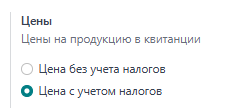 Цены
Цены на продукцию в квитанции
Цена без учета налогов
Цена с учетом налогов